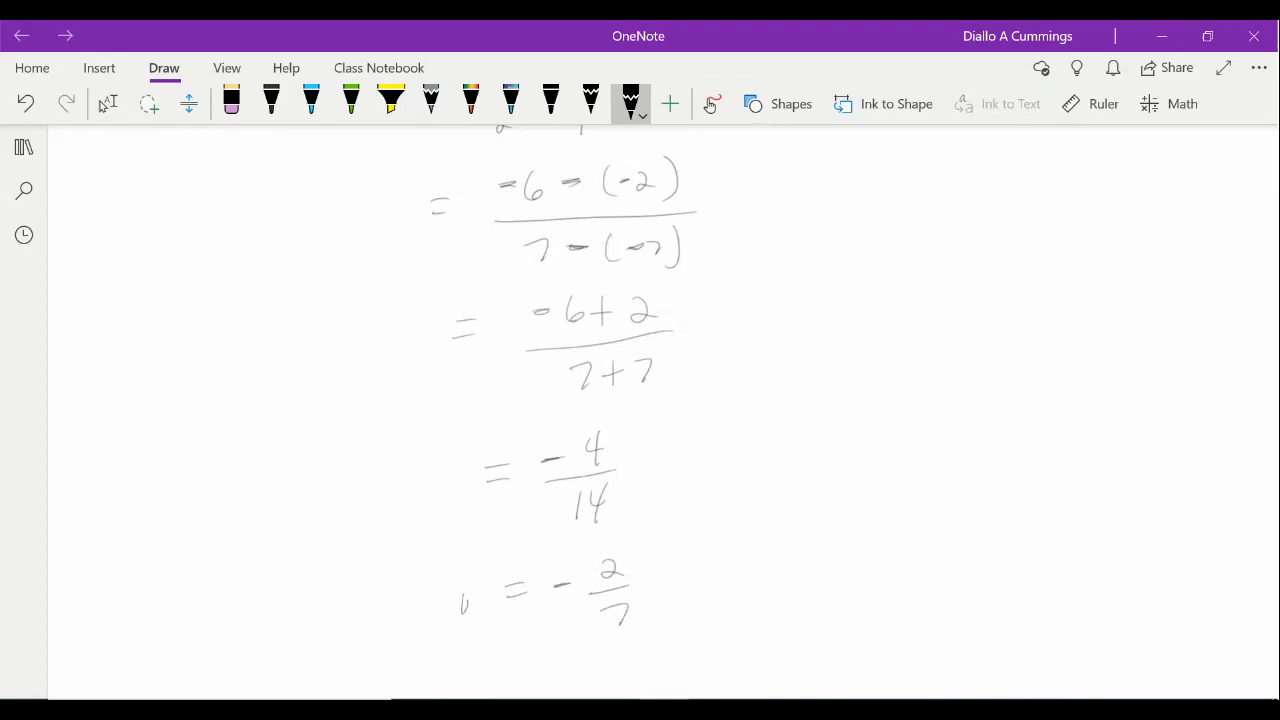 OneNote
Diallo A Cummings
Home Insert Draw View Help Class Notebook Share
Shapes Ink to Shape Ink to Text Ruler Math
= -6 - (-2)
7 - (-7)
= -6 + 2
7 + 7
= - 4
14
= - 2
7